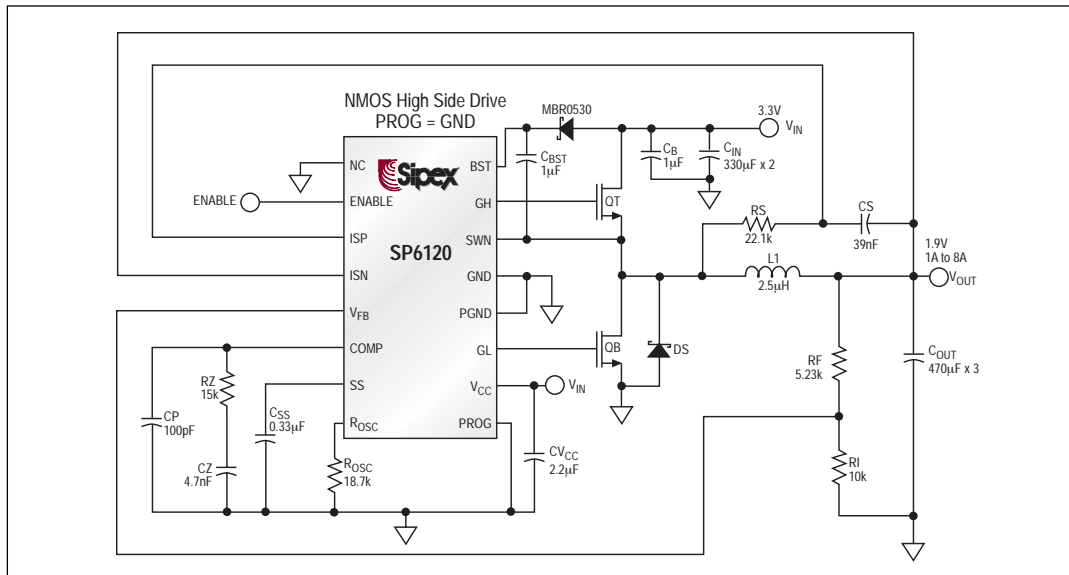 NMOS High Side Drive
PROG = GND
MBR0530
3.3V
VIN
CBST
1µF
CB
1µF
CIN
330µF x 2
NC
Sipex
BST
ENABLE
ENABLE
GH
QT
ISP
SWN
RS
22.1k
CS
39nF
SP6120
ISN
GND
L1
2.5µH
1.9V
1A to 8A
VOUT
VFB
PGND
COMP
GL
QB
DS
RF
5.23k
COUT
470µF x 3
RZ
15k
SS
VCC
VIN
CP
100pF
CSS
0.33µF
ROSC
PROG
CZ
4.7nF
ROSC
18.7k
CVCC
2.2µF
RI
10k